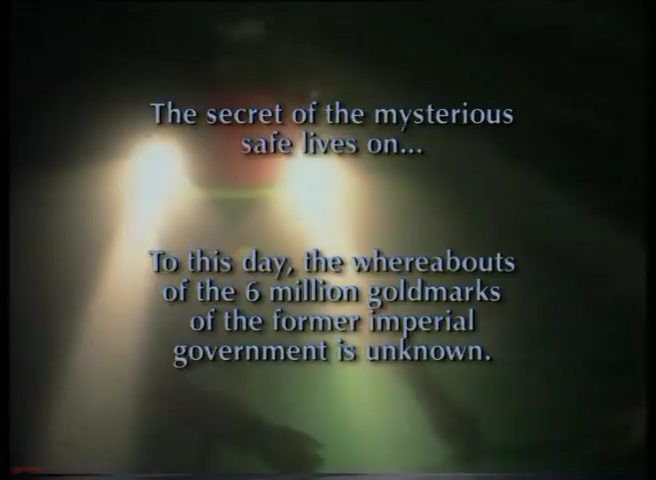 The secret of the mysterious
safe lives on...
To this day, the whereabouts
of the 6 million goldmarks
of the former imperial
government is unknown.